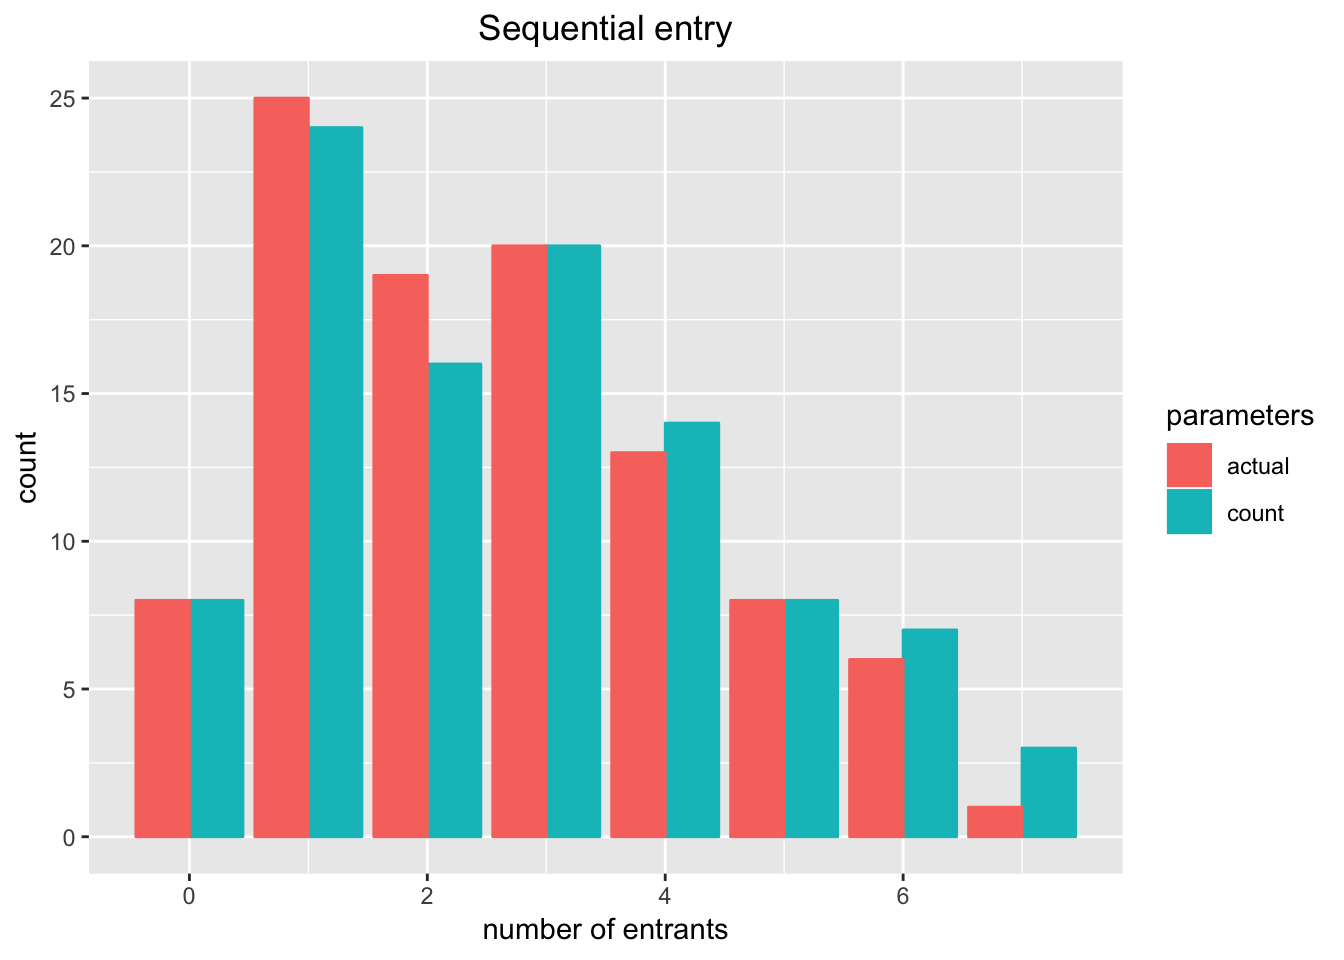 Sequential entry
25
20
15
10
5
0
count
0 2 4 6
number of entrants
parameters
actual
count